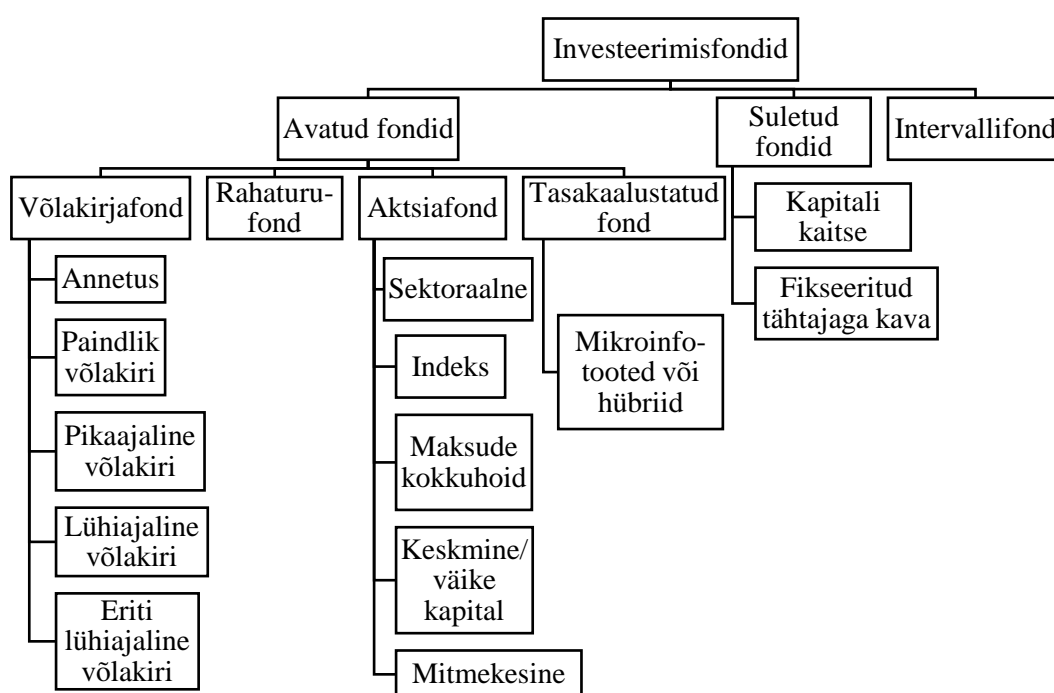 Investeerimisfondid
Avatud fondid
Suletud
fondid
Intervallifond
Võlakirjafond
Rahaturu-
fond
Aktsiafond
Tasakaalustatud
fond
Kapitali
kaitse
Fikseeritud
tähtajaga kava
Annetus
Paindlik
võlakiri
Pikaajaline
võlakiri
Lühiajaline
võlakiri
Eriti
lühiajaline
võlakiri
Sektoraalne
Indeks
Maksude
kokkuhoid
Keskmine/
väike
kapital
Mitmekesine
Mikroinfo-
tooted või
hübriid